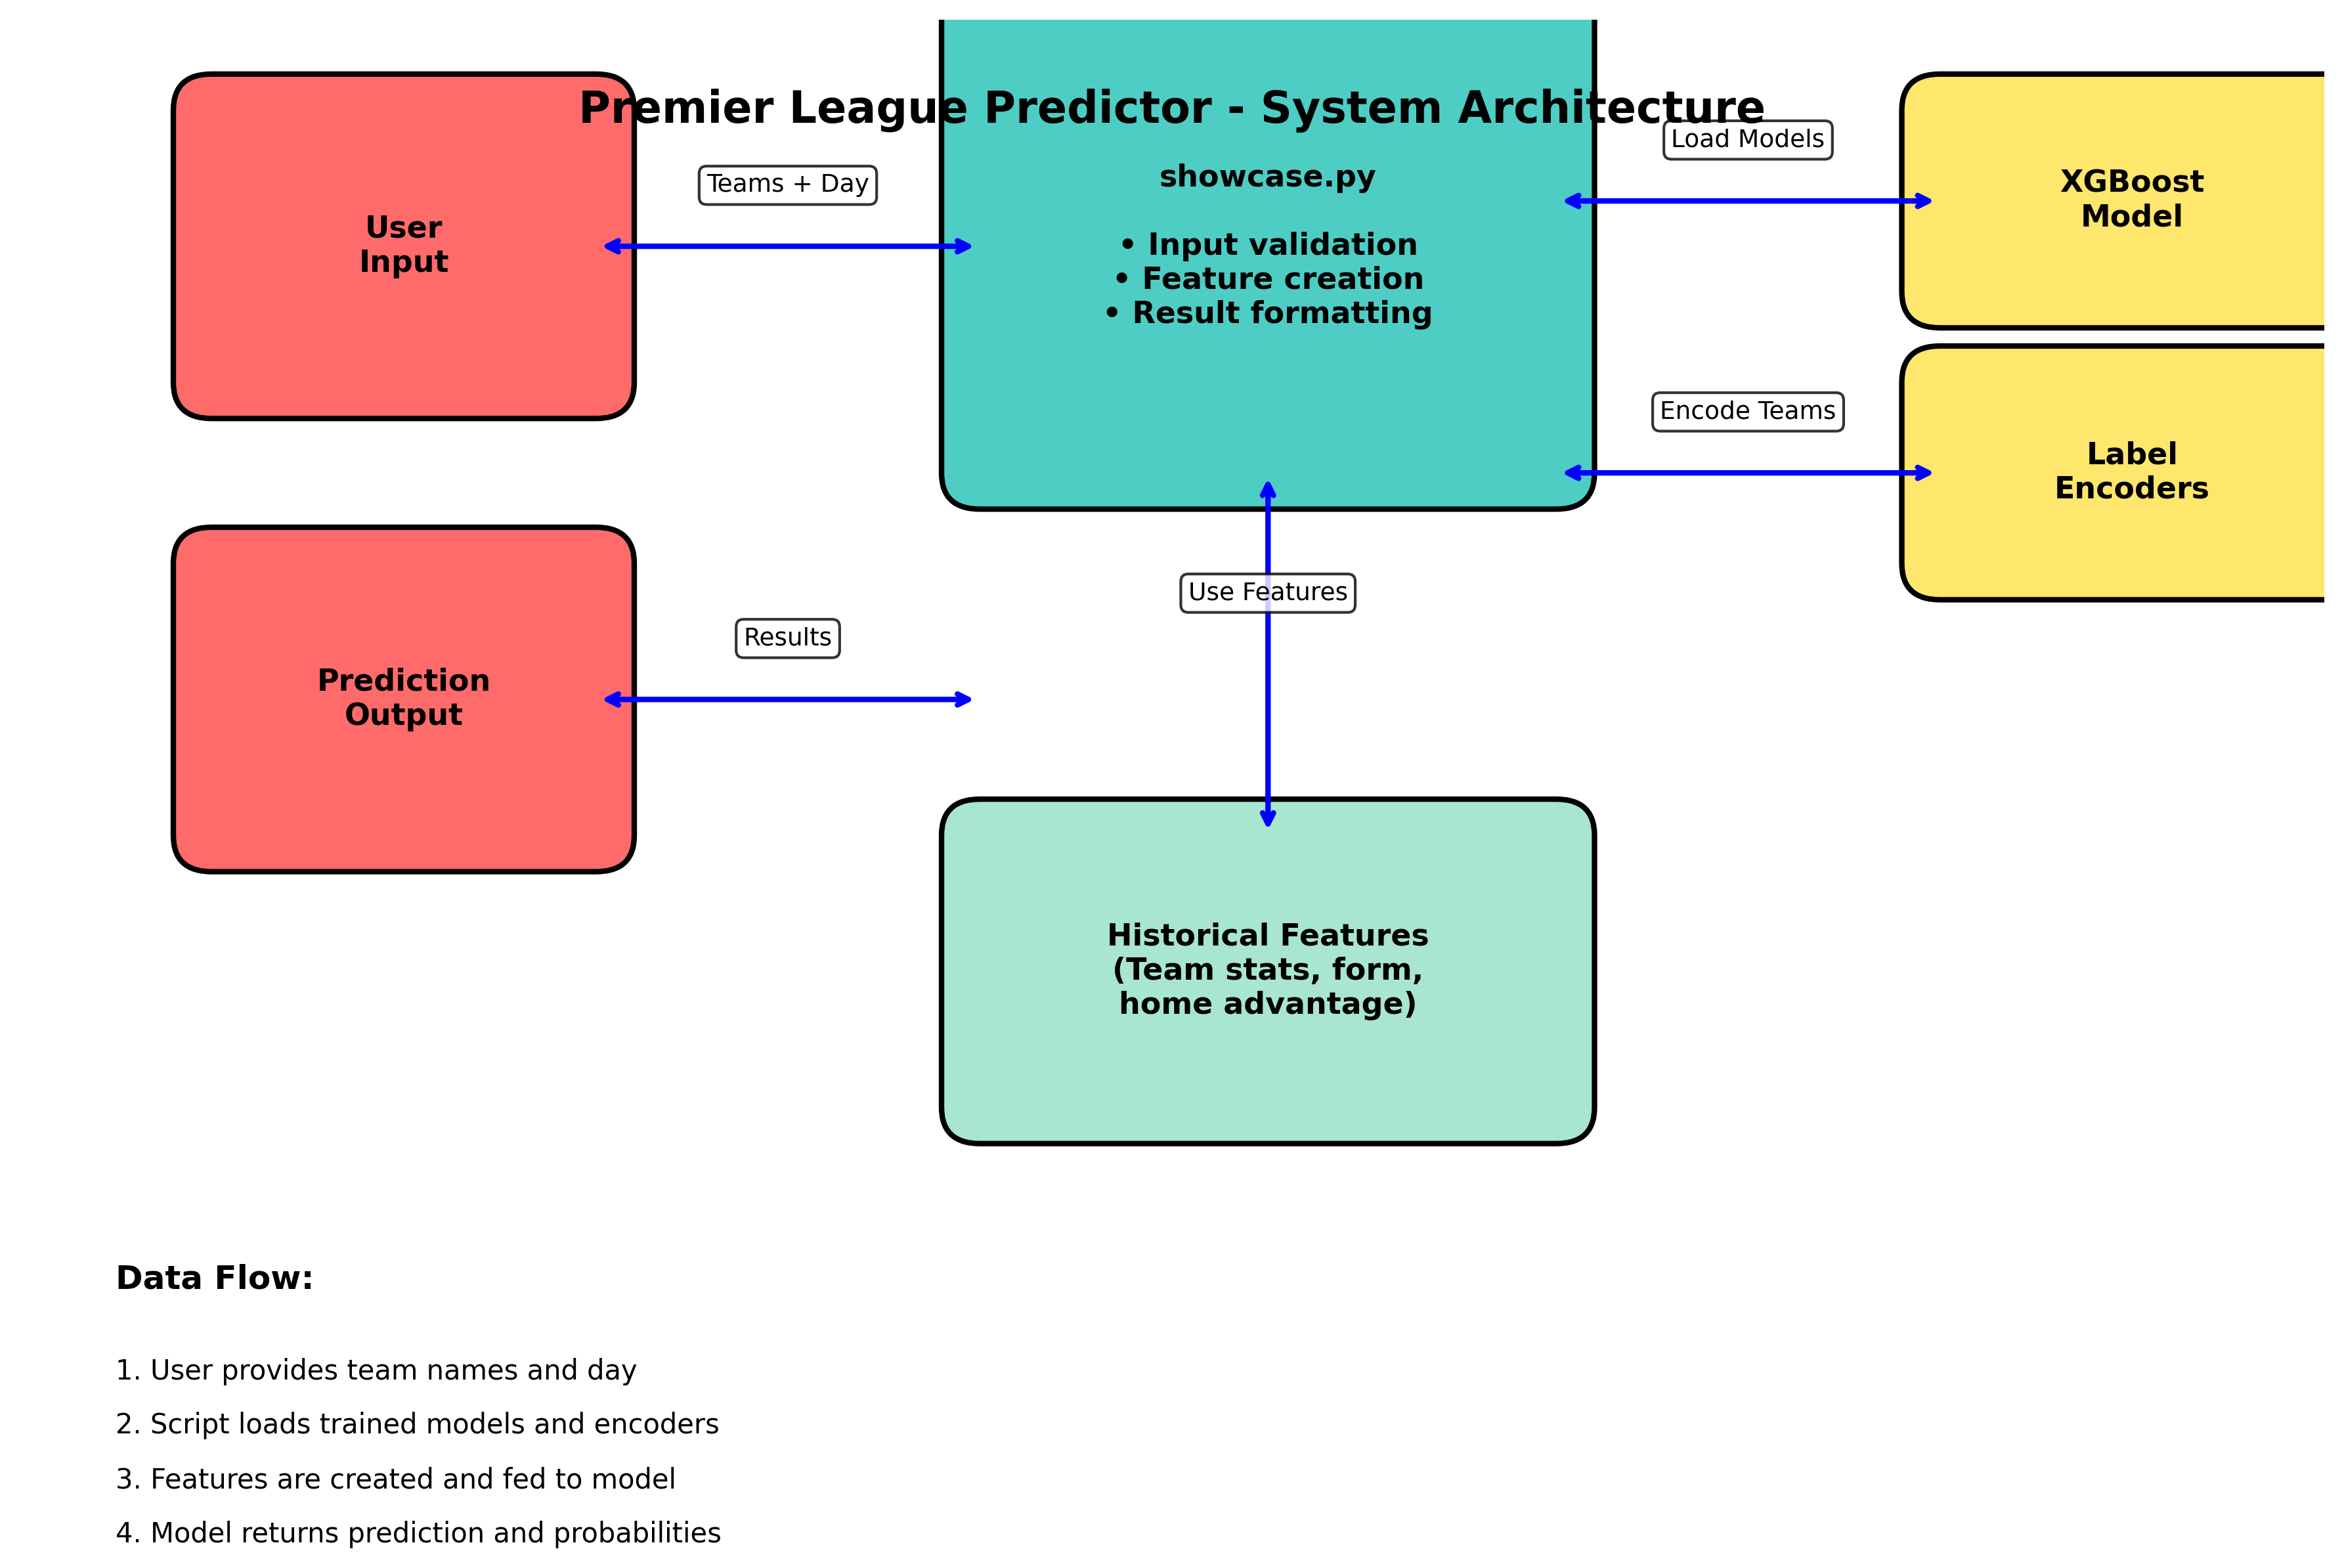 Premier League Predictor - System Architecture
User
Input
Teams + Day
showcase.py
• Input validation
• Feature creation
• Result formatting
Load Models
XGBoost
Model
Encode Teams
Label
Encoders
Use Features
Results
Prediction
Output
Historical Features
(Team stats, form,
home advantage)
Data Flow:
1. User provides team names and day
2. Script loads trained models and encoders
3. Features are created and fed to model
4. Model returns prediction and probabilities